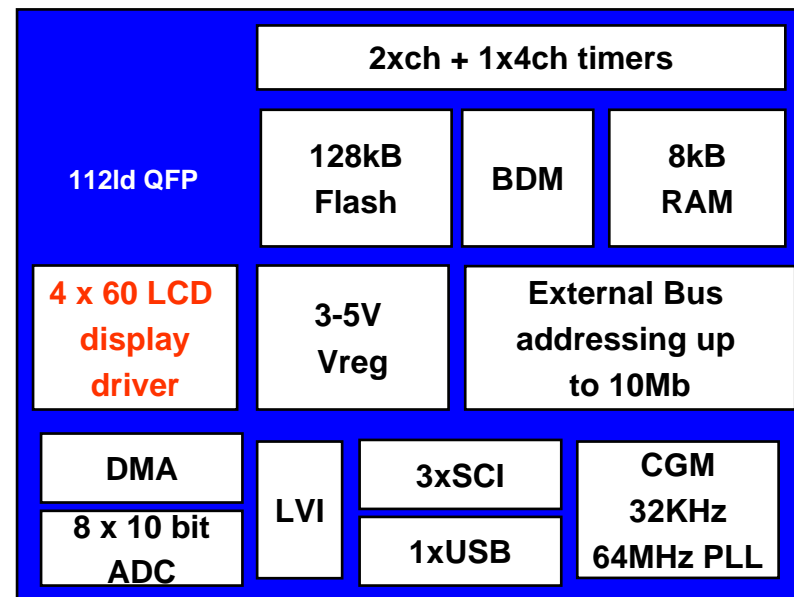 2xch + 1x4ch timers
128kB
Flash
BDM
8kB
RAM
112ld QFP
4 x 60 LCD
display
driver
3-5V
Vreg
External Bus
addressing up
to 10Mb
DMA
8 x 10 bit
ADC
LVI
3xSCI
1xUSB
CGM
32KHz
64MHz PLL